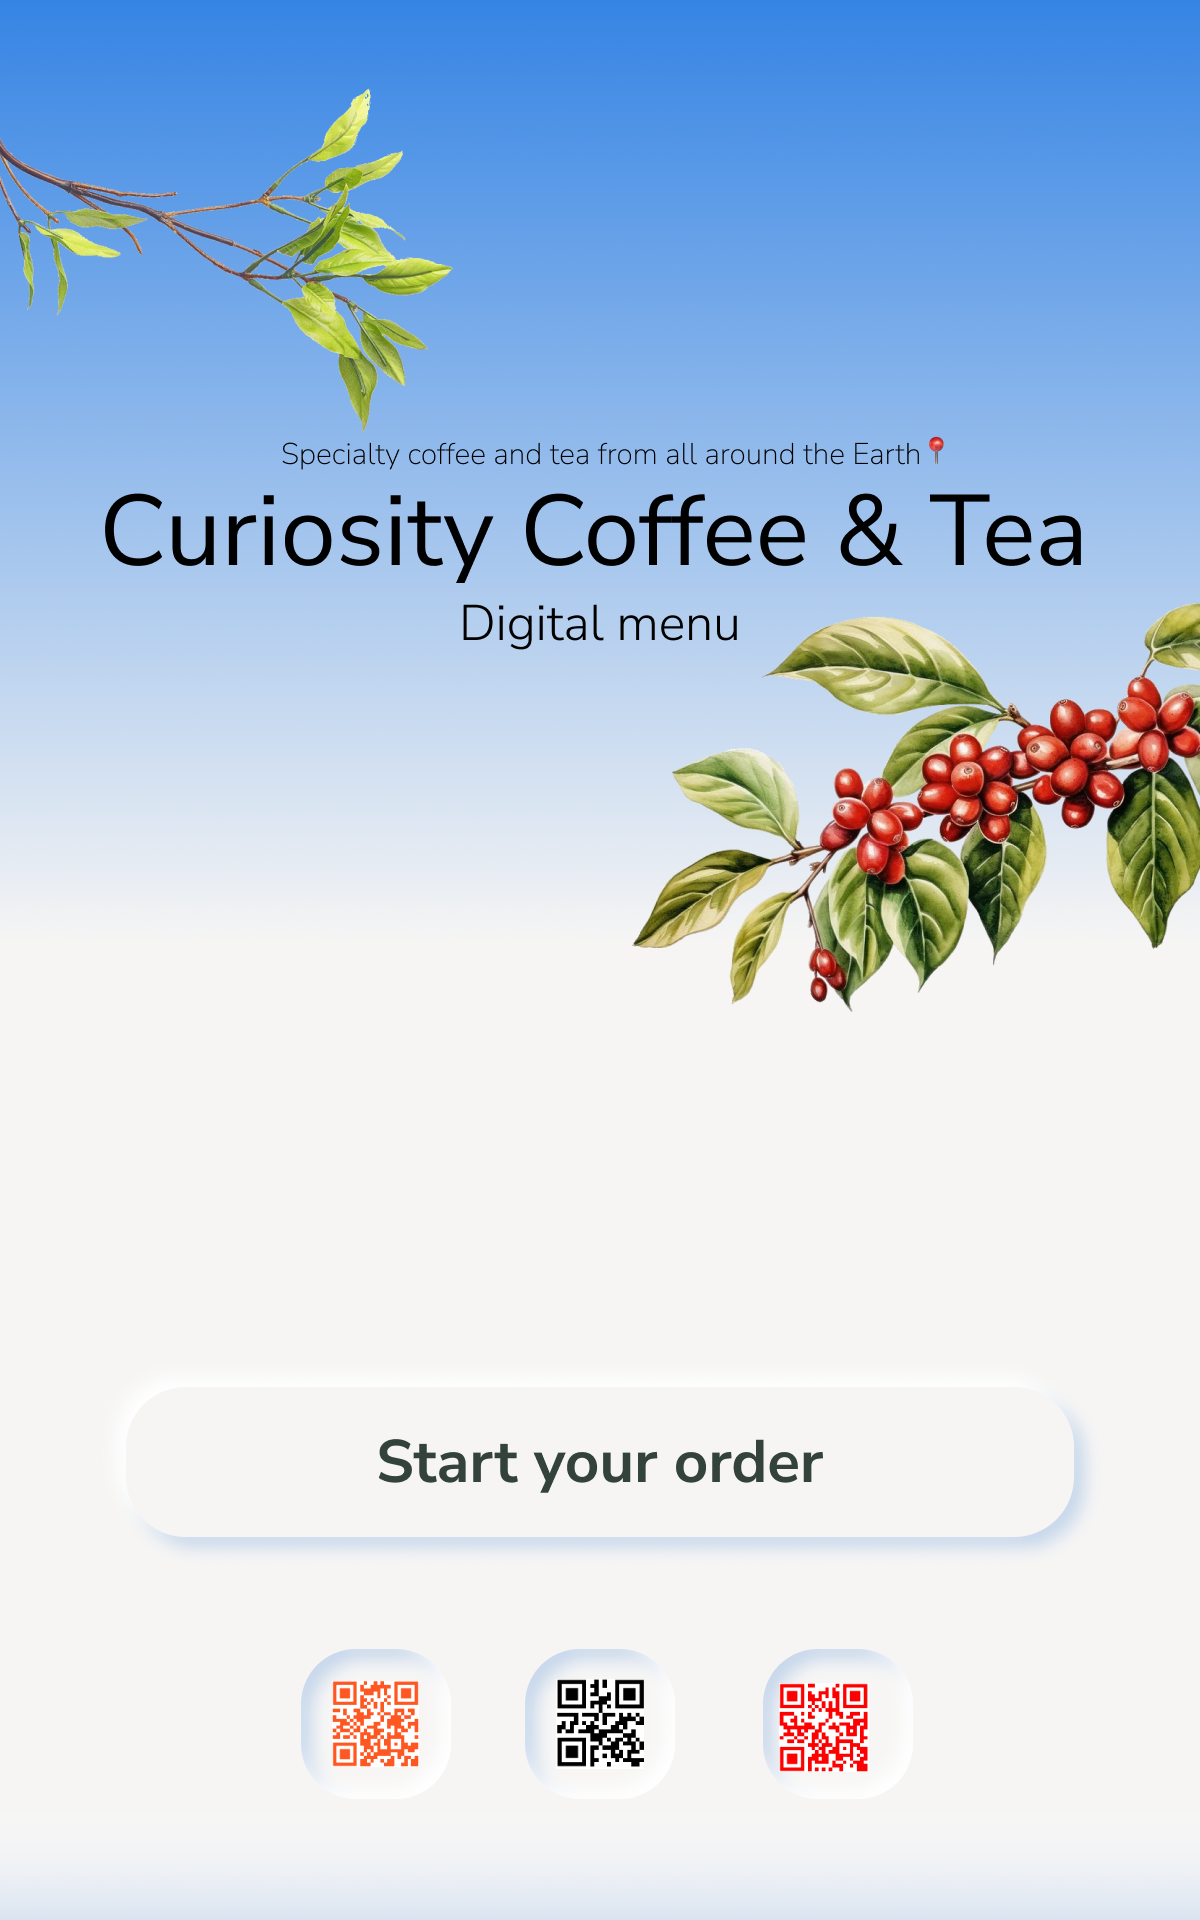 Specialty coffee and tea from all around the Earth📍
Curiosity Coffee & Tea
Digital menu
Start your order